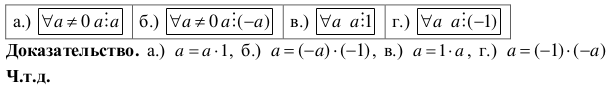 а.) ∀a ≠ 0 a⋮a б.) ∀a ≠ 0 a⋮(−a) в.) ∀a a⋮1 г.) ∀a a⋮(−1)
Доказательство. а.) a = a·1, б.) a = (−a)·(−1), в.) a = 1·a, г.) a = (−1)·(−a)
Ч.т.д.